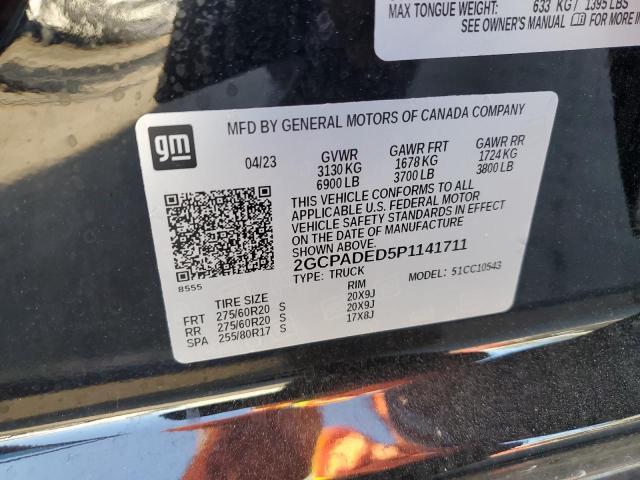 MAX TONGUE WEIGHT: 633 KG / 1395 LBS
SEE OWNER'S MANUAL FOR MORE IN
gm
MFD BY GENERAL MOTORS OF CANADA COMPANY
04/23 GVWR GAWR FRT GAWR RR
3130 KG 1678 KG 1724 KG
6900 LB 3700 LB 3800 LB
THIS VEHICLE CONFORMS TO ALL
APPLICABLE U.S. FEDERAL MOTOR
VEHICLE SAFETY STANDARDS IN EFFECT
ON THE DATE OF MANUFACTURE
SHOWN ABOVE.
2GCPADED5P1141711
8555
TYPE: TRUCK MODEL: 51CC10543
TIRE SIZE RIM
FRT 275/60R20 S 20X9J
RR 275/60R20 S 20X9J
SPA 255/80R17 S 17X8J